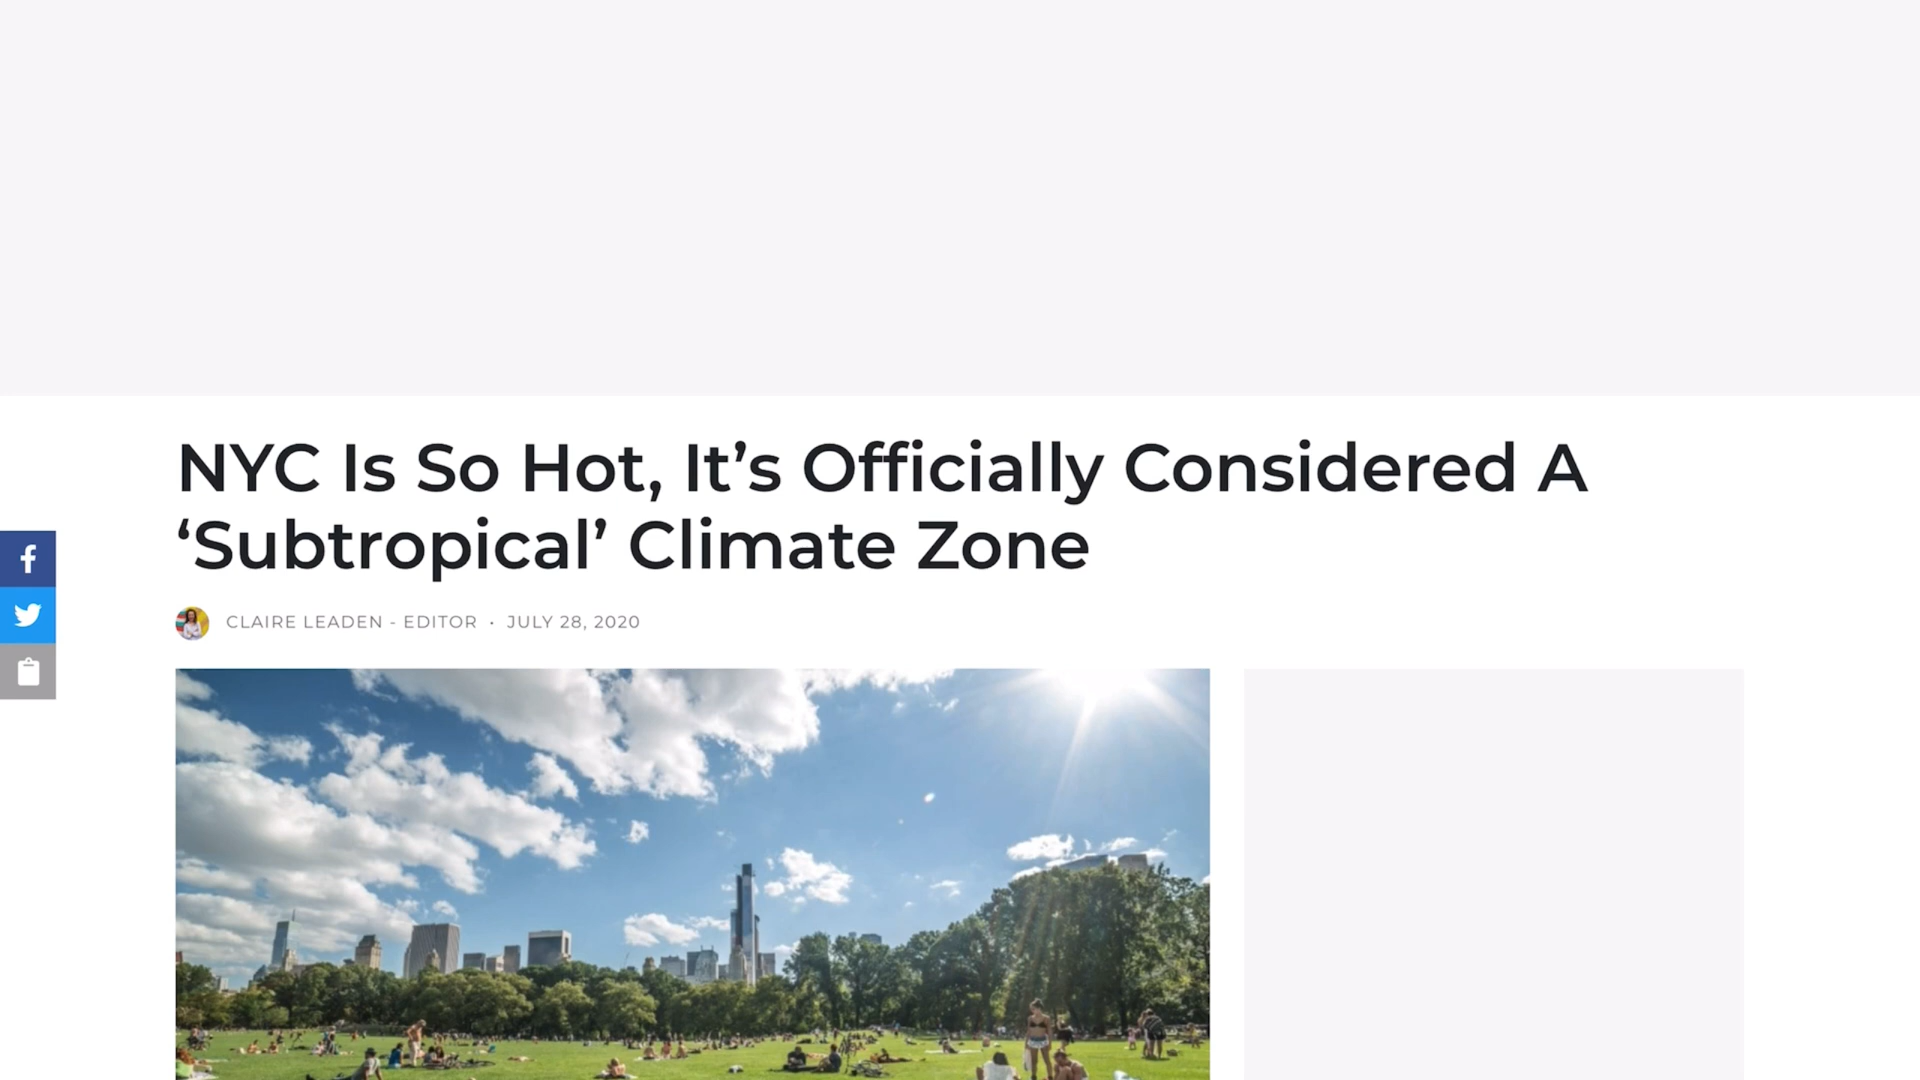 NYC Is So Hot, It’s Officially Considered A
‘Subtropical’ Climate Zone
CLAIRE LEADEN - EDITOR • JULY 28, 2020